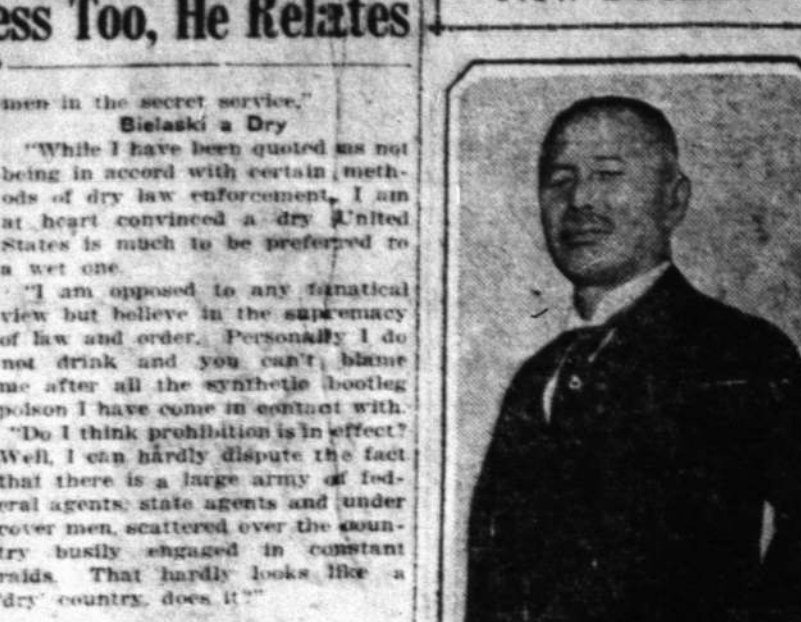 ess Too, He Relates
men in the secret service."
Bielaski a Dry
"While I have been quoted as not
being in accord with certain meth-
ods of dry law enforcement, I am
at heart convinced a dry United
States is much to be preferred to
a wet one.
"I am opposed to any fanatical
view but believe in the supremacy
of law and order. Personally I do
not drink and you can't blame
me after all the synthetic bootleg
poison I have come in contact with.
"Do I think prohibition is in effect?
Well, I can hardly dispute the fact
that there is a large army of fed-
eral agents, state agents and under
cover men, scattered over the coun-
try busily engaged in constant
raids. That hardly looks like a
'dry' country, does it?"